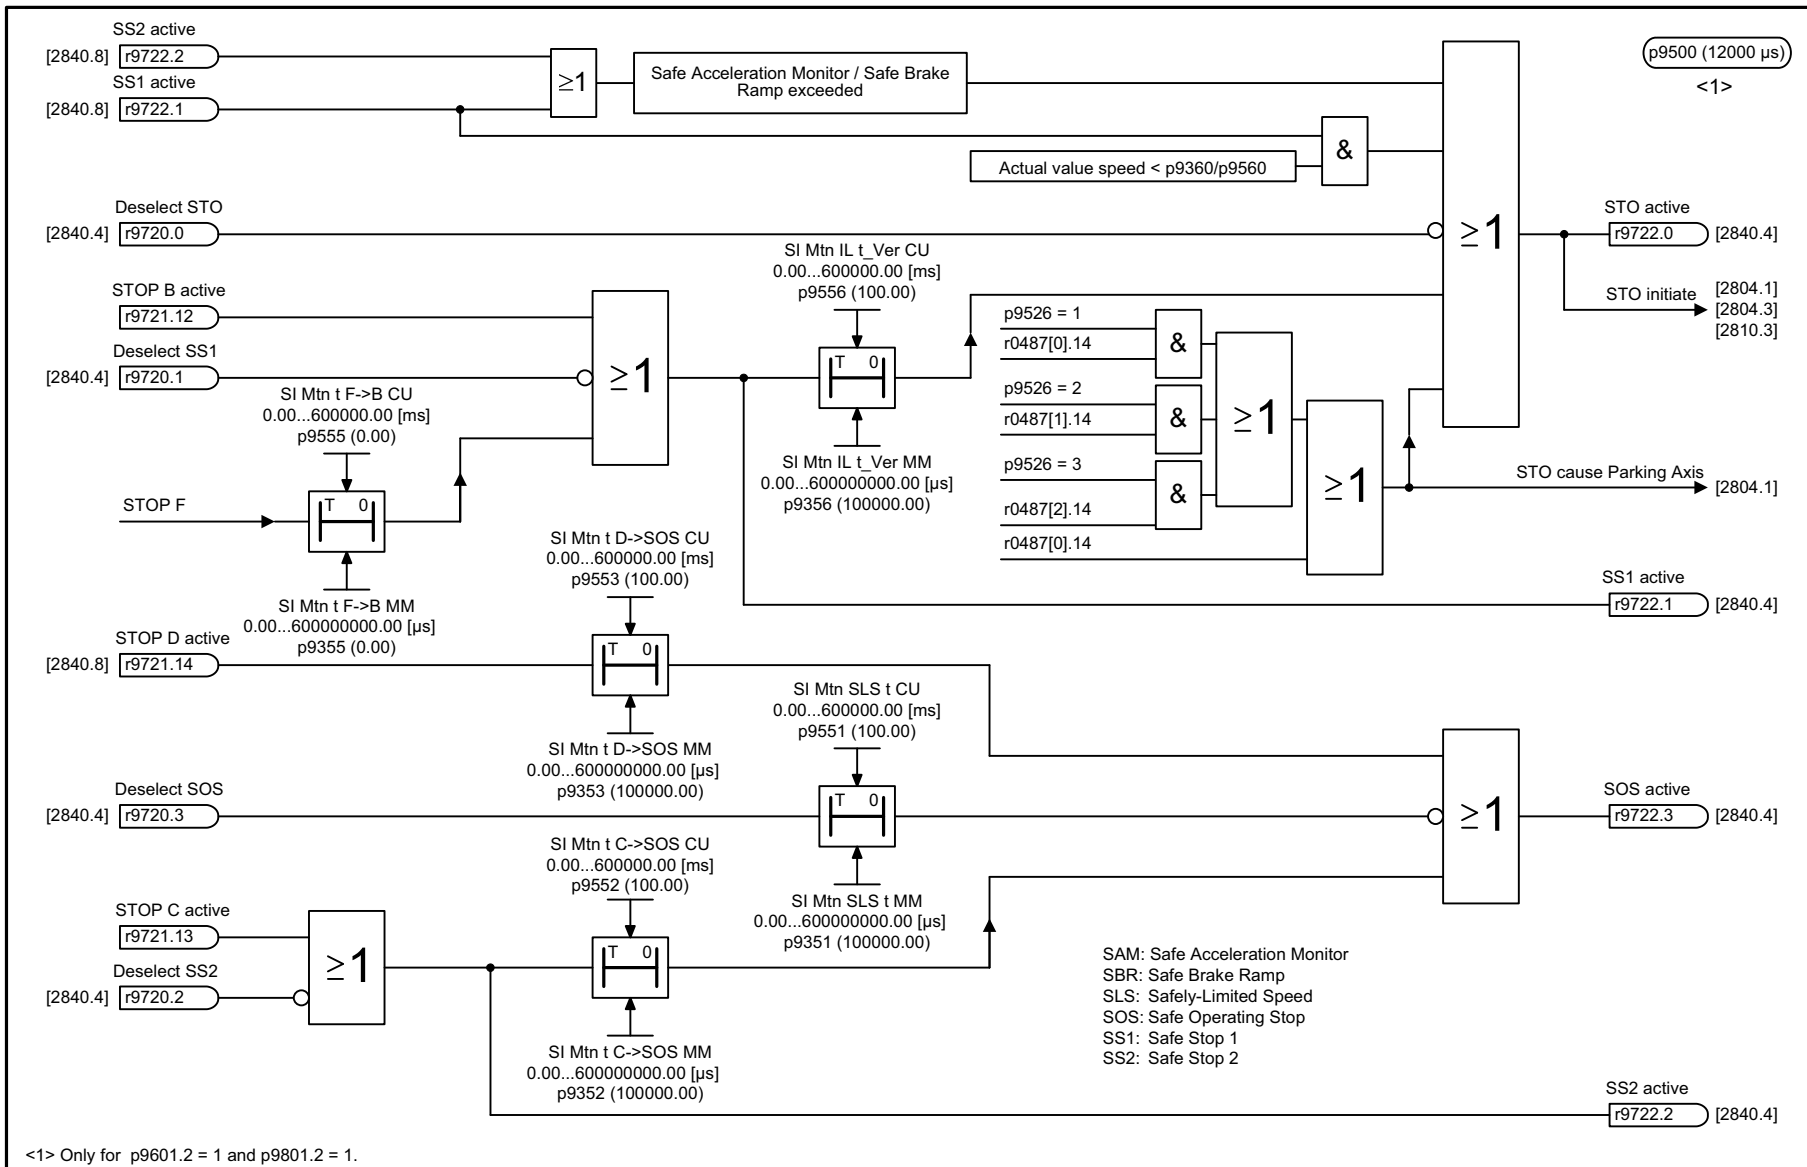 SS2 active
[2840.8] r9722.2
SS1 active
[2840.8] r9722.1
≥1
Safe Acceleration Monitor / Safe Brake
Ramp exceeded
p9500 (12000 µs)
<1>
&
Actual value speed < p9360/p9560
Deselect STO
[2840.4] r9720.0
≥1
STO active
r9722.0 [2840.4]
STO initiate
[2804.1]
[2804.3]
[2810.3]
STOP B active
r9721.12
Deselect SS1
[2840.4] r9720.1
≥1
SI Mtn t F->B CU
0.00...600000.00 [ms]
p9555 (0.00)
STOP F
T 0
SI Mtn t F->B MM
0.00...600000000.00 [µs]
p9355 (0.00)
SI Mtn IL t_Ver CU
0.00...600000.00 [ms]
p9556 (100.00)
T 0
SI Mtn IL t_Ver MM
0.00...600000000.00 [µs]
p9356 (100000.00)
p9526 = 1
r0487[0].14
&
p9526 = 2
r0487[1].14
&
p9526 = 3
r0487[2].14
&
r0487[0].14
≥1
≥1
STO cause Parking Axis [2804.1]
SS1 active
r9722.1 [2840.4]
SI Mtn t D->SOS CU
0.00...600000.00 [ms]
p9553 (100.00)
STOP D active
[2840.8] r9721.14
T 0
SI Mtn t D->SOS MM
0.00...600000000.00 [µs]
p9353 (100000.00)
SI Mtn SLS t CU
0.00...600000.00 [ms]
p9551 (100.00)
Deselect SOS
[2840.4] r9720.3
T 0
SI Mtn SLS t MM
0.00...600000000.00 [µs]
p9351 (100000.00)
≥1
SOS active
r9722.3 [2840.4]
SI Mtn t C->SOS CU
0.00...600000.00 [ms]
p9552 (100.00)
STOP C active
r9721.13
Deselect SS2
[2840.4] r9720.2
≥1
T 0
SI Mtn t C->SOS MM
0.00...600000000.00 [µs]
p9352 (100000.00)
SAM: Safe Acceleration Monitor
SBR: Safe Brake Ramp
SLS: Safely-Limited Speed
SOS: Safe Operating Stop
SS1: Safe Stop 1
SS2: Safe Stop 2
SS2 active
r9722.2 [2840.4]
<1> Only for p9601.2 = 1 and p9801.2 = 1.